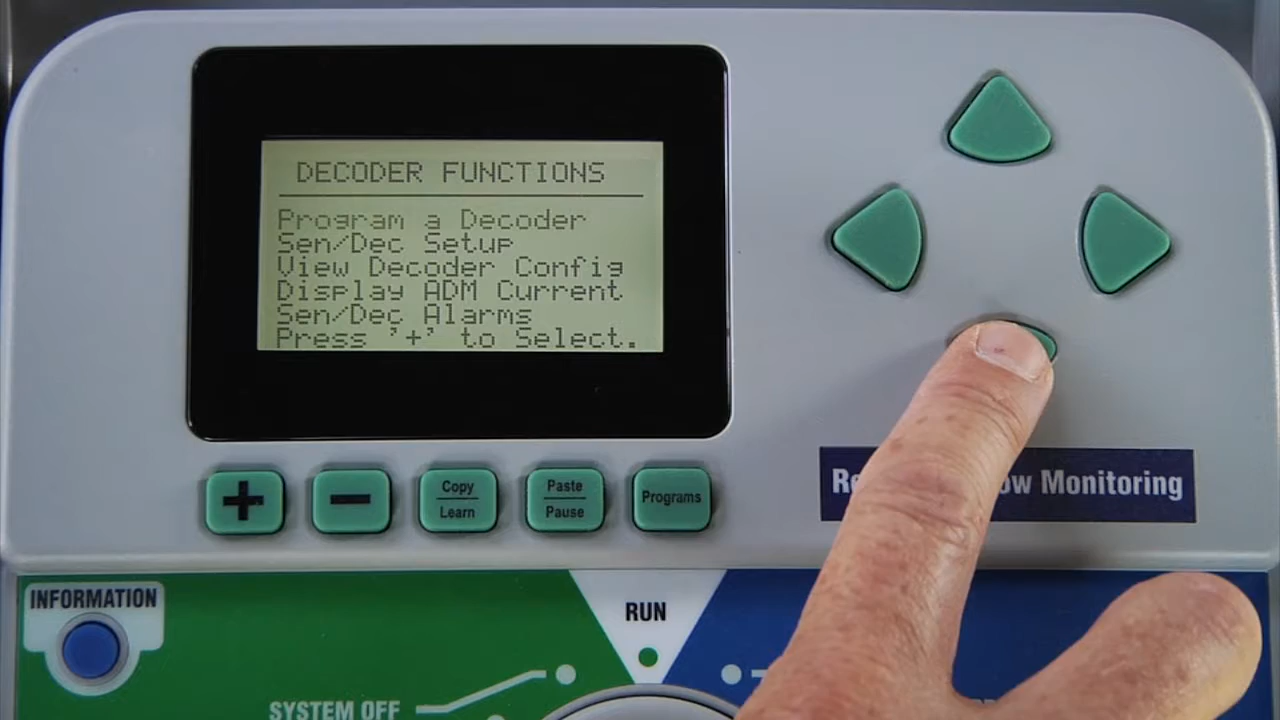 DECODER FUNCTIONS
Program a Decoder
Sen/Dec Setup
View Decoder Config
Display ADM Current
Sen/Dec Alarms
Press '+' to Select.
+
−
Copy
Learn
Paste
Pause
Programs
Monitoring
INFORMATION
RUN
SYSTEM OFF